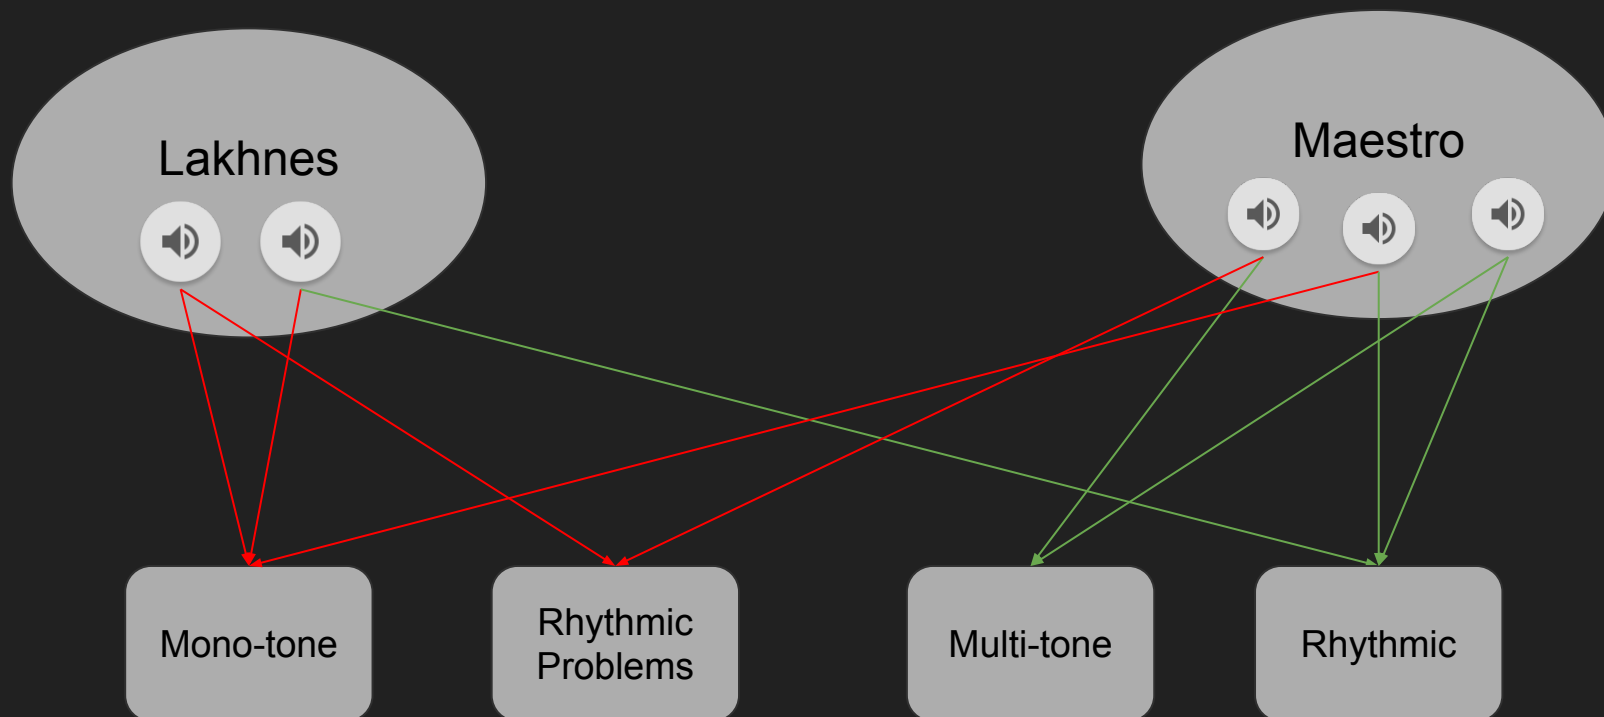 Lakhnes
Maestro
Mono-tone
Rhythmic
Problems
Multi-tone
Rhythmic